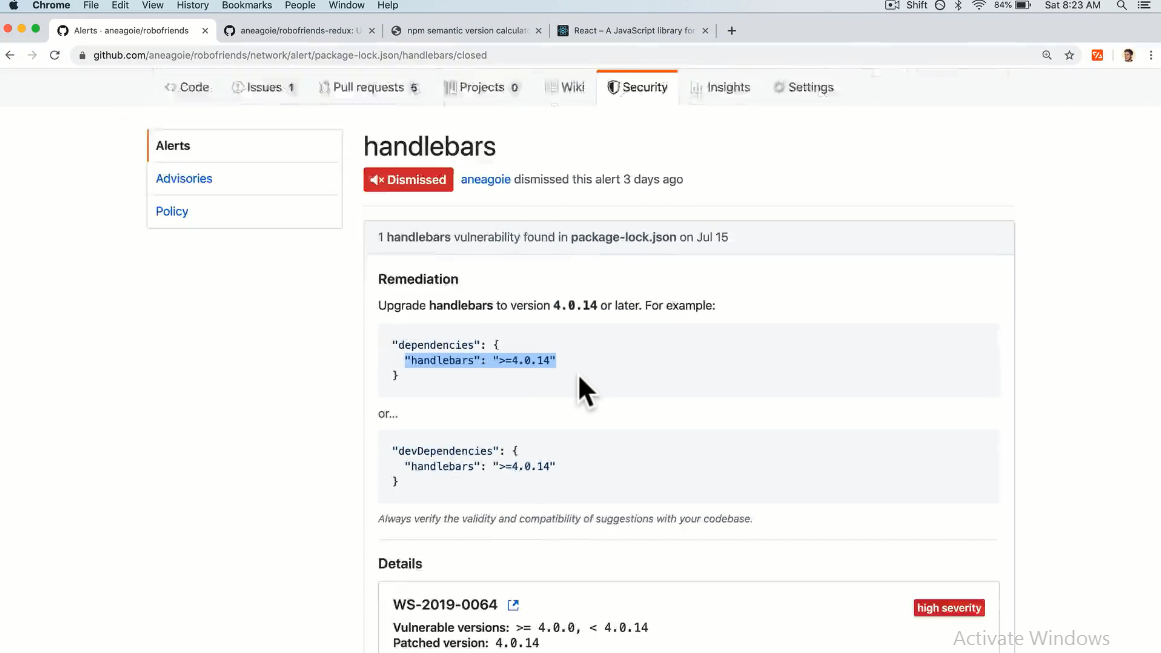 Chrome File Edit View History Bookmarks People Window Help Shift 84% Sat 8:23 AM
Alerts · aneagoie/robofriends aneagoie/robofriends-redux: npm semantic version calculat React – A JavaScript library for
github.com/aneagoie/robofriends/network/alert/package-lock.json/handlebars/closed
Code Issues 1 Pull requests 5 Projects 0 Wiki Security Insights Settings
Alerts
Advisories
Policy
handlebars
Dismissed aneagoie dismissed this alert 3 days ago
1 handlebars vulnerability found in package-lock.json on Jul 15
Remediation
Upgrade handlebars to version 4.0.14 or later. For example:
"dependencies": {
"handlebars": ">=4.0.14"
}
or...
"devDependencies": {
"handlebars": ">=4.0.14"
}
Always verify the validity and compatibility of suggestions with your codebase.
Details
WS-2019-0064 high severity
Vulnerable versions: >= 4.0.0, < 4.0.14
Patched version: 4.0.14
Activate Windows